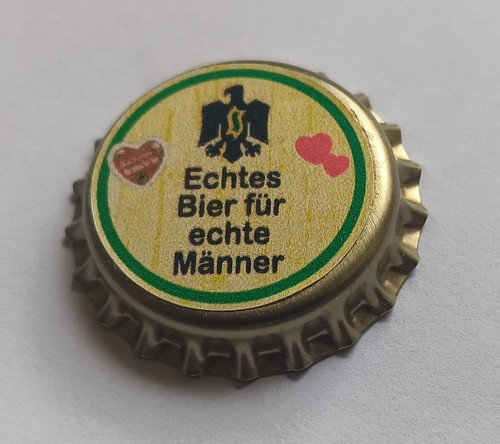 Echtes
Bier für
echte
Männer